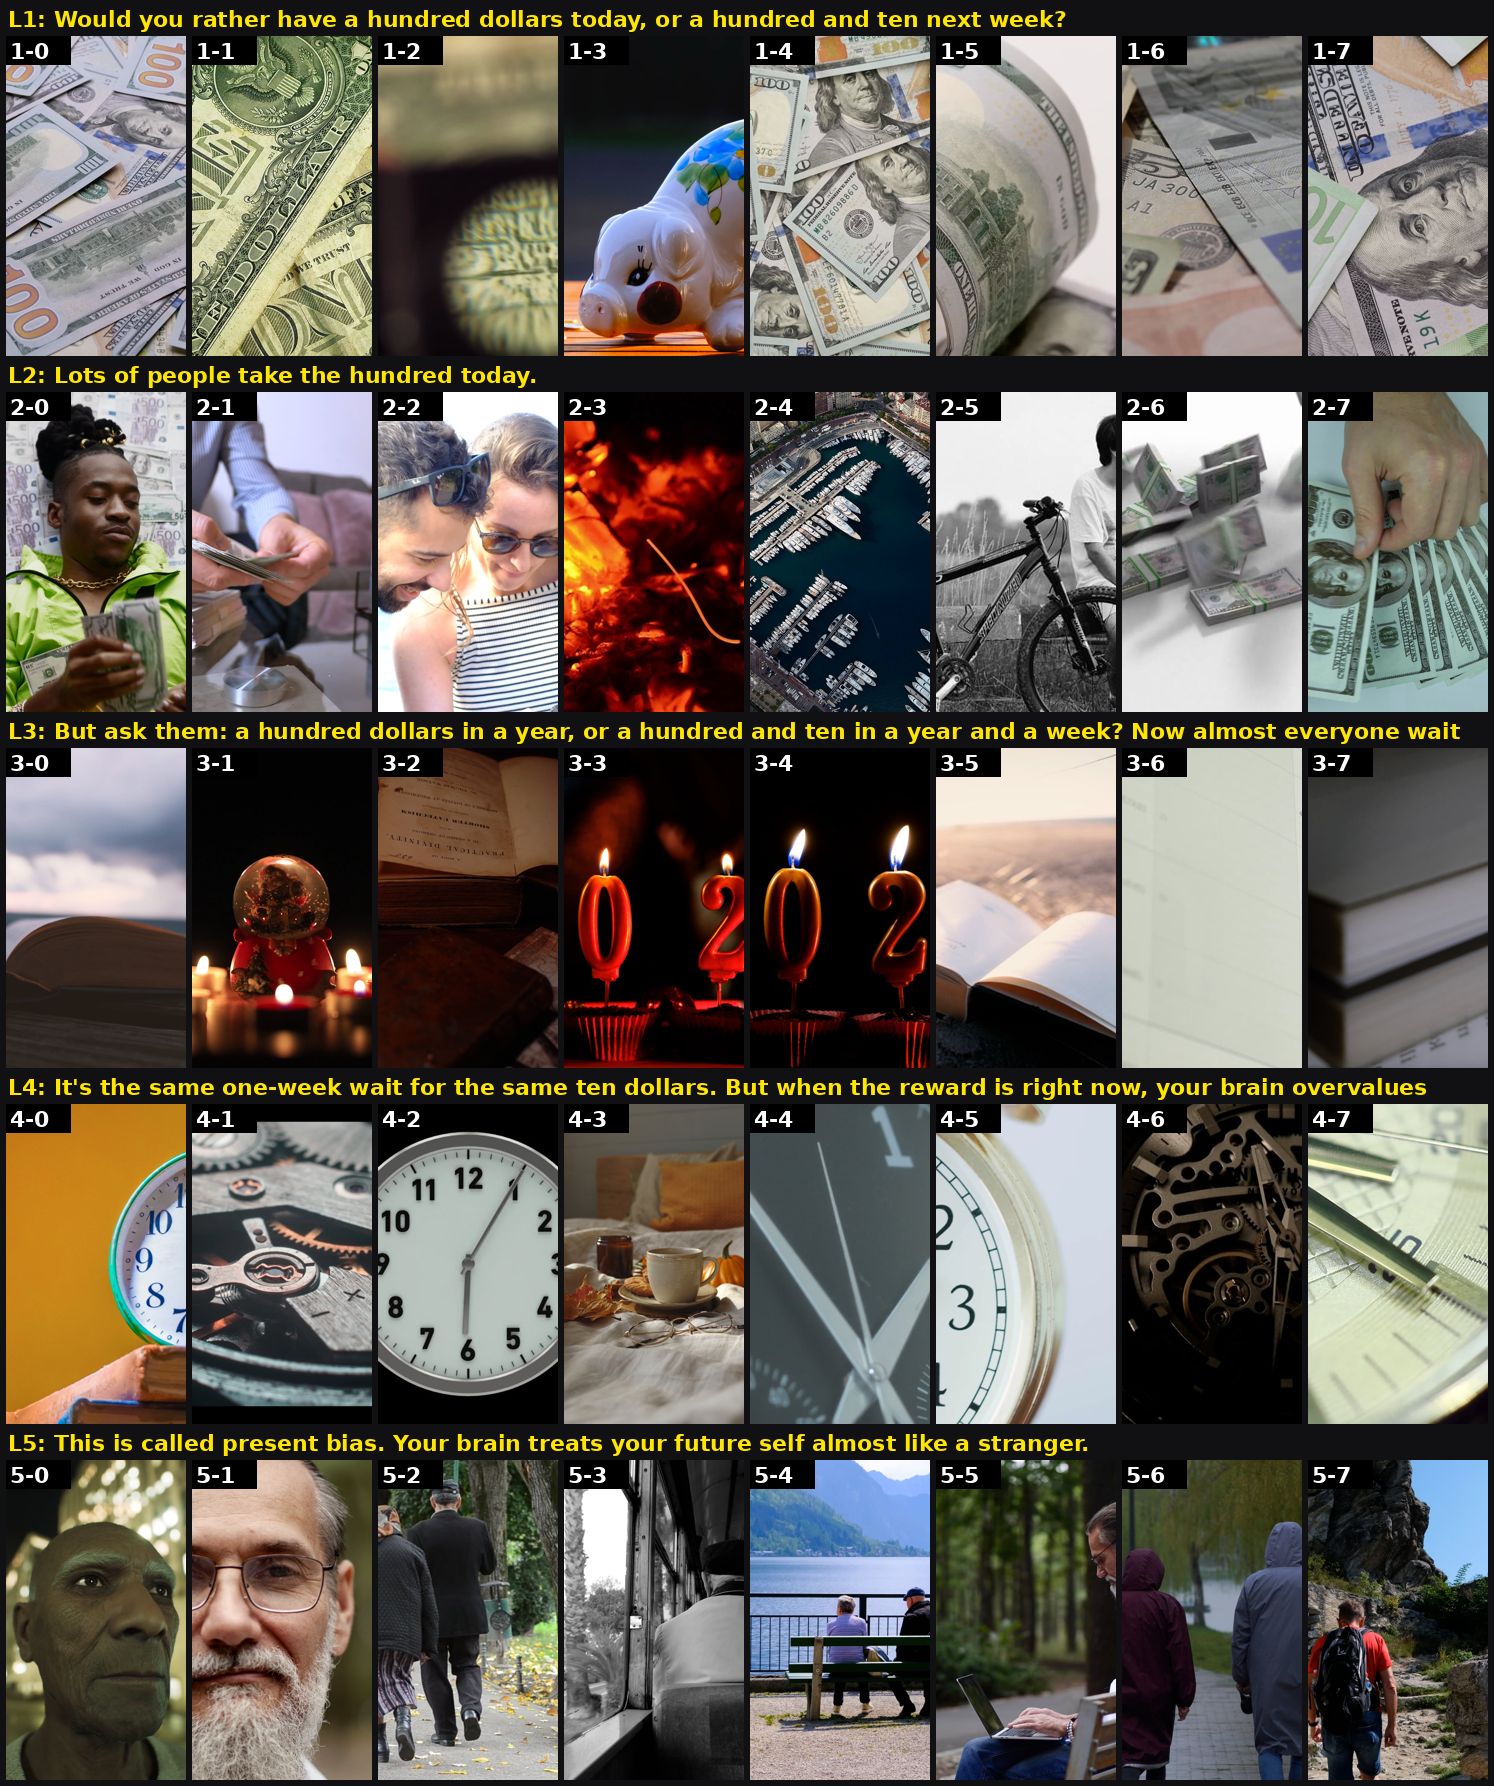 L1: Would you rather have a hundred dollars today, or a hundred and ten next week?
1-0 1-1 1-2 1-3 1-4 1-5 1-6 1-7
L2: Lots of people take the hundred today.
2-0 2-1 2-2 2-3 2-4 2-5 2-6 2-7
L3: But ask them: a hundred dollars in a year, or a hundred and ten in a year and a week? Now almost everyone wait
3-0 3-1 3-2 3-3 3-4 3-5 3-6 3-7
L4: It's the same one-week wait for the same ten dollars. But when the reward is right now, your brain overvalues
4-0 4-1 4-2 4-3 4-4 4-5 4-6 4-7
L5: This is called present bias. Your brain treats your future self almost like a stranger.
5-0 5-1 5-2 5-3 5-4 5-5 5-6 5-7